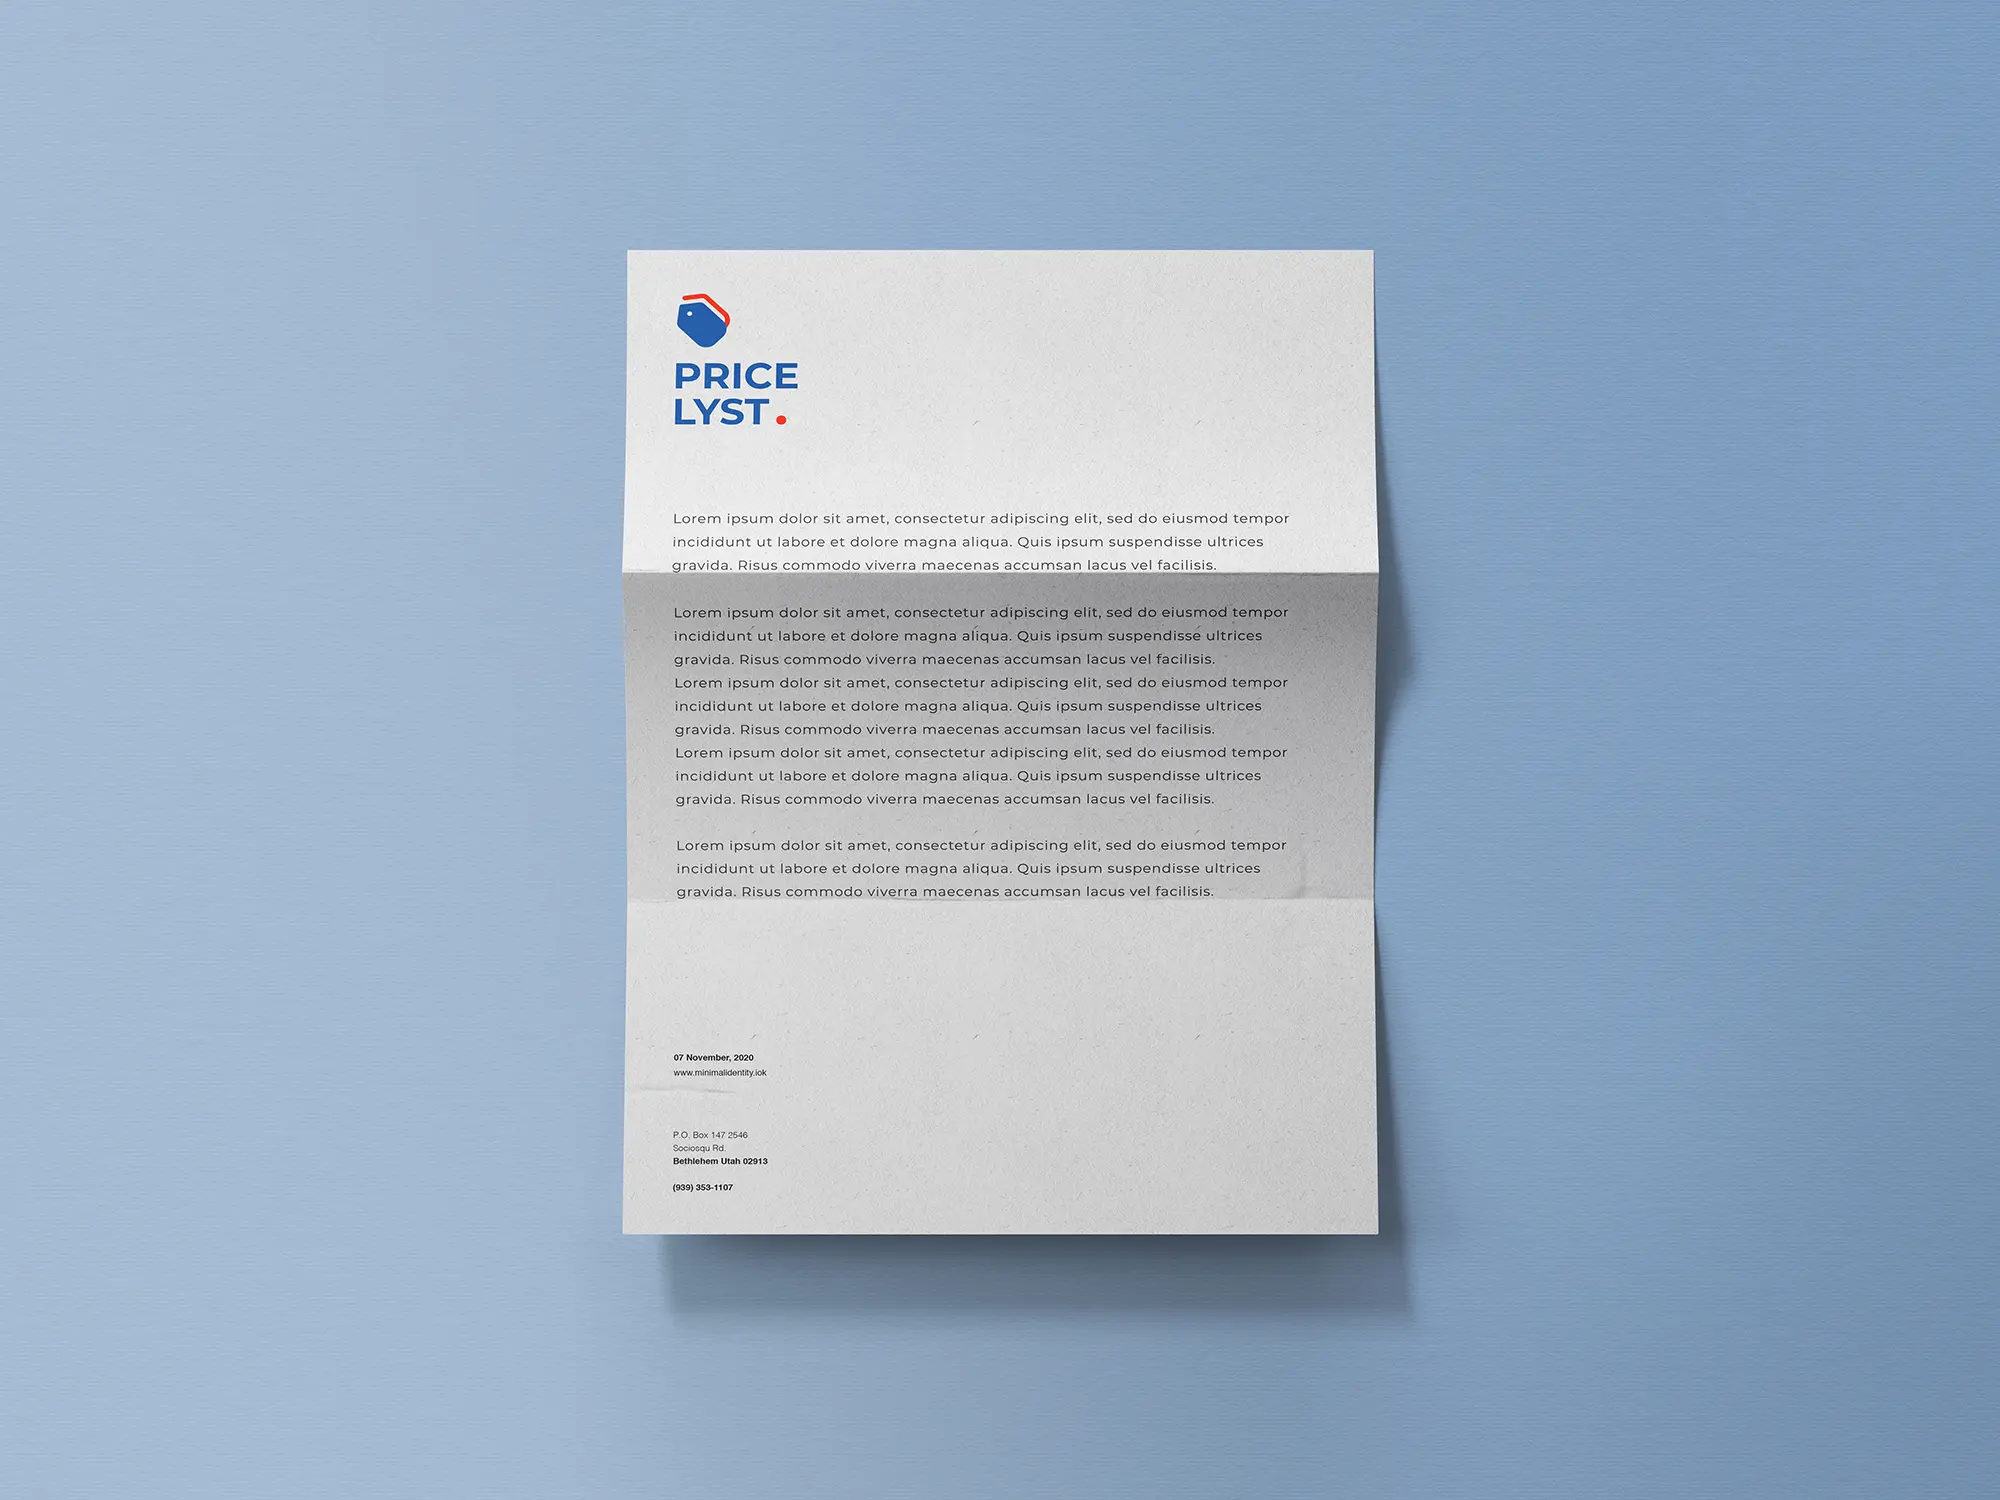 PRICE
LYST.
Lorem ipsum dolor sit amet, consectetur adipiscing elit, sed do eiusmod tempor
incididunt ut labore et dolore magna aliqua. Quis ipsum suspendisse ultrices
gravida. Risus commodo viverra maecenas accumsan lacus vel facilisis.
Lorem ipsum dolor sit amet, consectetur adipiscing elit, sed do eiusmod tempor
incididunt ut labore et dolore magna aliqua. Quis ipsum suspendisse ultrices
gravida. Risus commodo viverra maecenas accumsan lacus vel facilisis.
Lorem ipsum dolor sit amet, consectetur adipiscing elit, sed do eiusmod tempor
incididunt ut labore et dolore magna aliqua. Quis ipsum suspendisse ultrices
gravida. Risus commodo viverra maecenas accumsan lacus vel facilisis.
Lorem ipsum dolor sit amet, consectetur adipiscing elit, sed do eiusmod tempor
incididunt ut labore et dolore magna aliqua. Quis ipsum suspendisse ultrices
gravida. Risus commodo viverra maecenas accumsan lacus vel facilisis.
Lorem ipsum dolor sit amet, consectetur adipiscing elit, sed do eiusmod tempor
incididunt ut labore et dolore magna aliqua. Quis ipsum suspendisse ultrices
gravida. Risus commodo viverra maecenas accumsan lacus vel facilisis.
07 November, 2020
www.minimalidentity.iok
P.O. Box 147 2546
Sociosqu Rd.
Bethlehem Utah 02913
(939) 353-1107